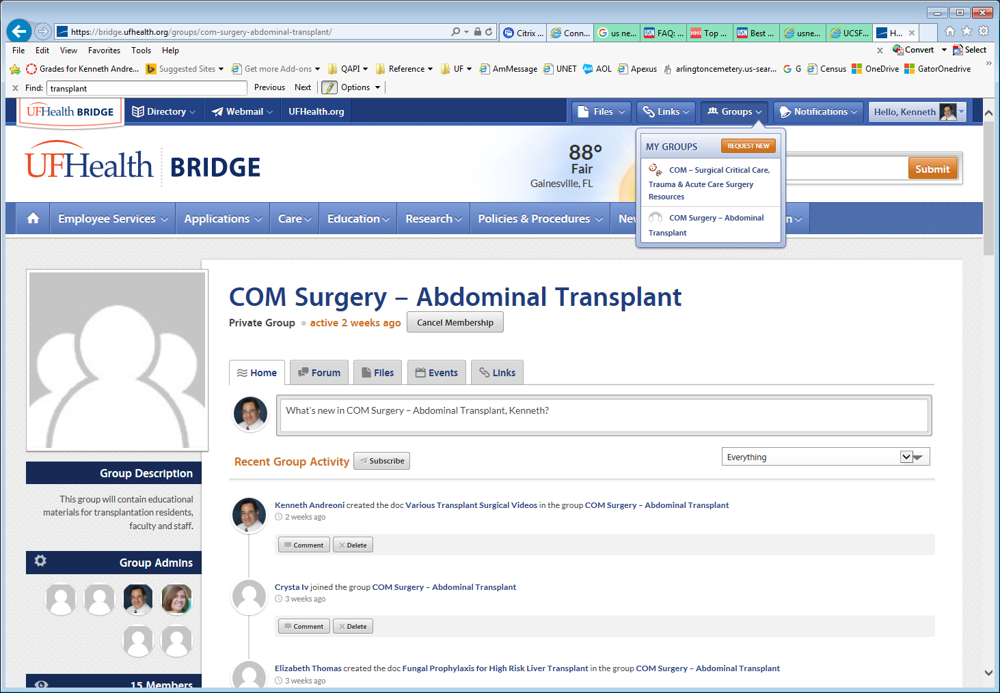 https://bridge.ufhealth.org/groups/com-surgery-abdominal-transplant/
Citrix ...
Conn...
us ne...
USN FAQ: ...
NNI Top ...
USN Best ...
usne...
UCSF...
H...
File Edit View Favorites Tools Help
Convert Select
Grades for Kenneth Andre... Suggested Sites Get more Add-ons QAPI Reference UF AmMessage UNET Aol AOL Apexus arlingtoncemetery.us-sear... G G Census OneDrive GatorOnedrive
x Find: transplant Previous Next Options
UFHealth BRIDGE Directory Webmail UFHealth.org Files Links Groups Notifications Hello, Kenneth
MY GROUPS REQUEST NEW
COM – Surgical Critical Care,
Trauma & Acute Care Surgery
Resources
COM Surgery – Abdominal
Transplant
UFHealth BRIDGE
88°
Fair
Gainesville, FL
Submit
Employee Services Applications Care Education Research Policies & Procedures Ne n
COM Surgery – Abdominal Transplant
Private Group active 2 weeks ago Cancel Membership
Home Forum Files Events Links
What's new in COM Surgery – Abdominal Transplant, Kenneth?
Recent Group Activity Subscribe Everything
Group Description
This group will contain educational
materials for transplantation residents,
faculty and staff.
Group Admins
15 Members
Kenneth Andreoni created the doc Various Transplant Surgical Videos in the group COM Surgery – Abdominal Transplant
2 weeks ago
Comment Delete
Crysta Iv joined the group COM Surgery – Abdominal Transplant
3 weeks ago
Comment Delete
Elizabeth Thomas created the doc Fungal Prophylaxis for High Risk Liver Transplant in the group COM Surgery – Abdominal Transplant
3 weeks ago